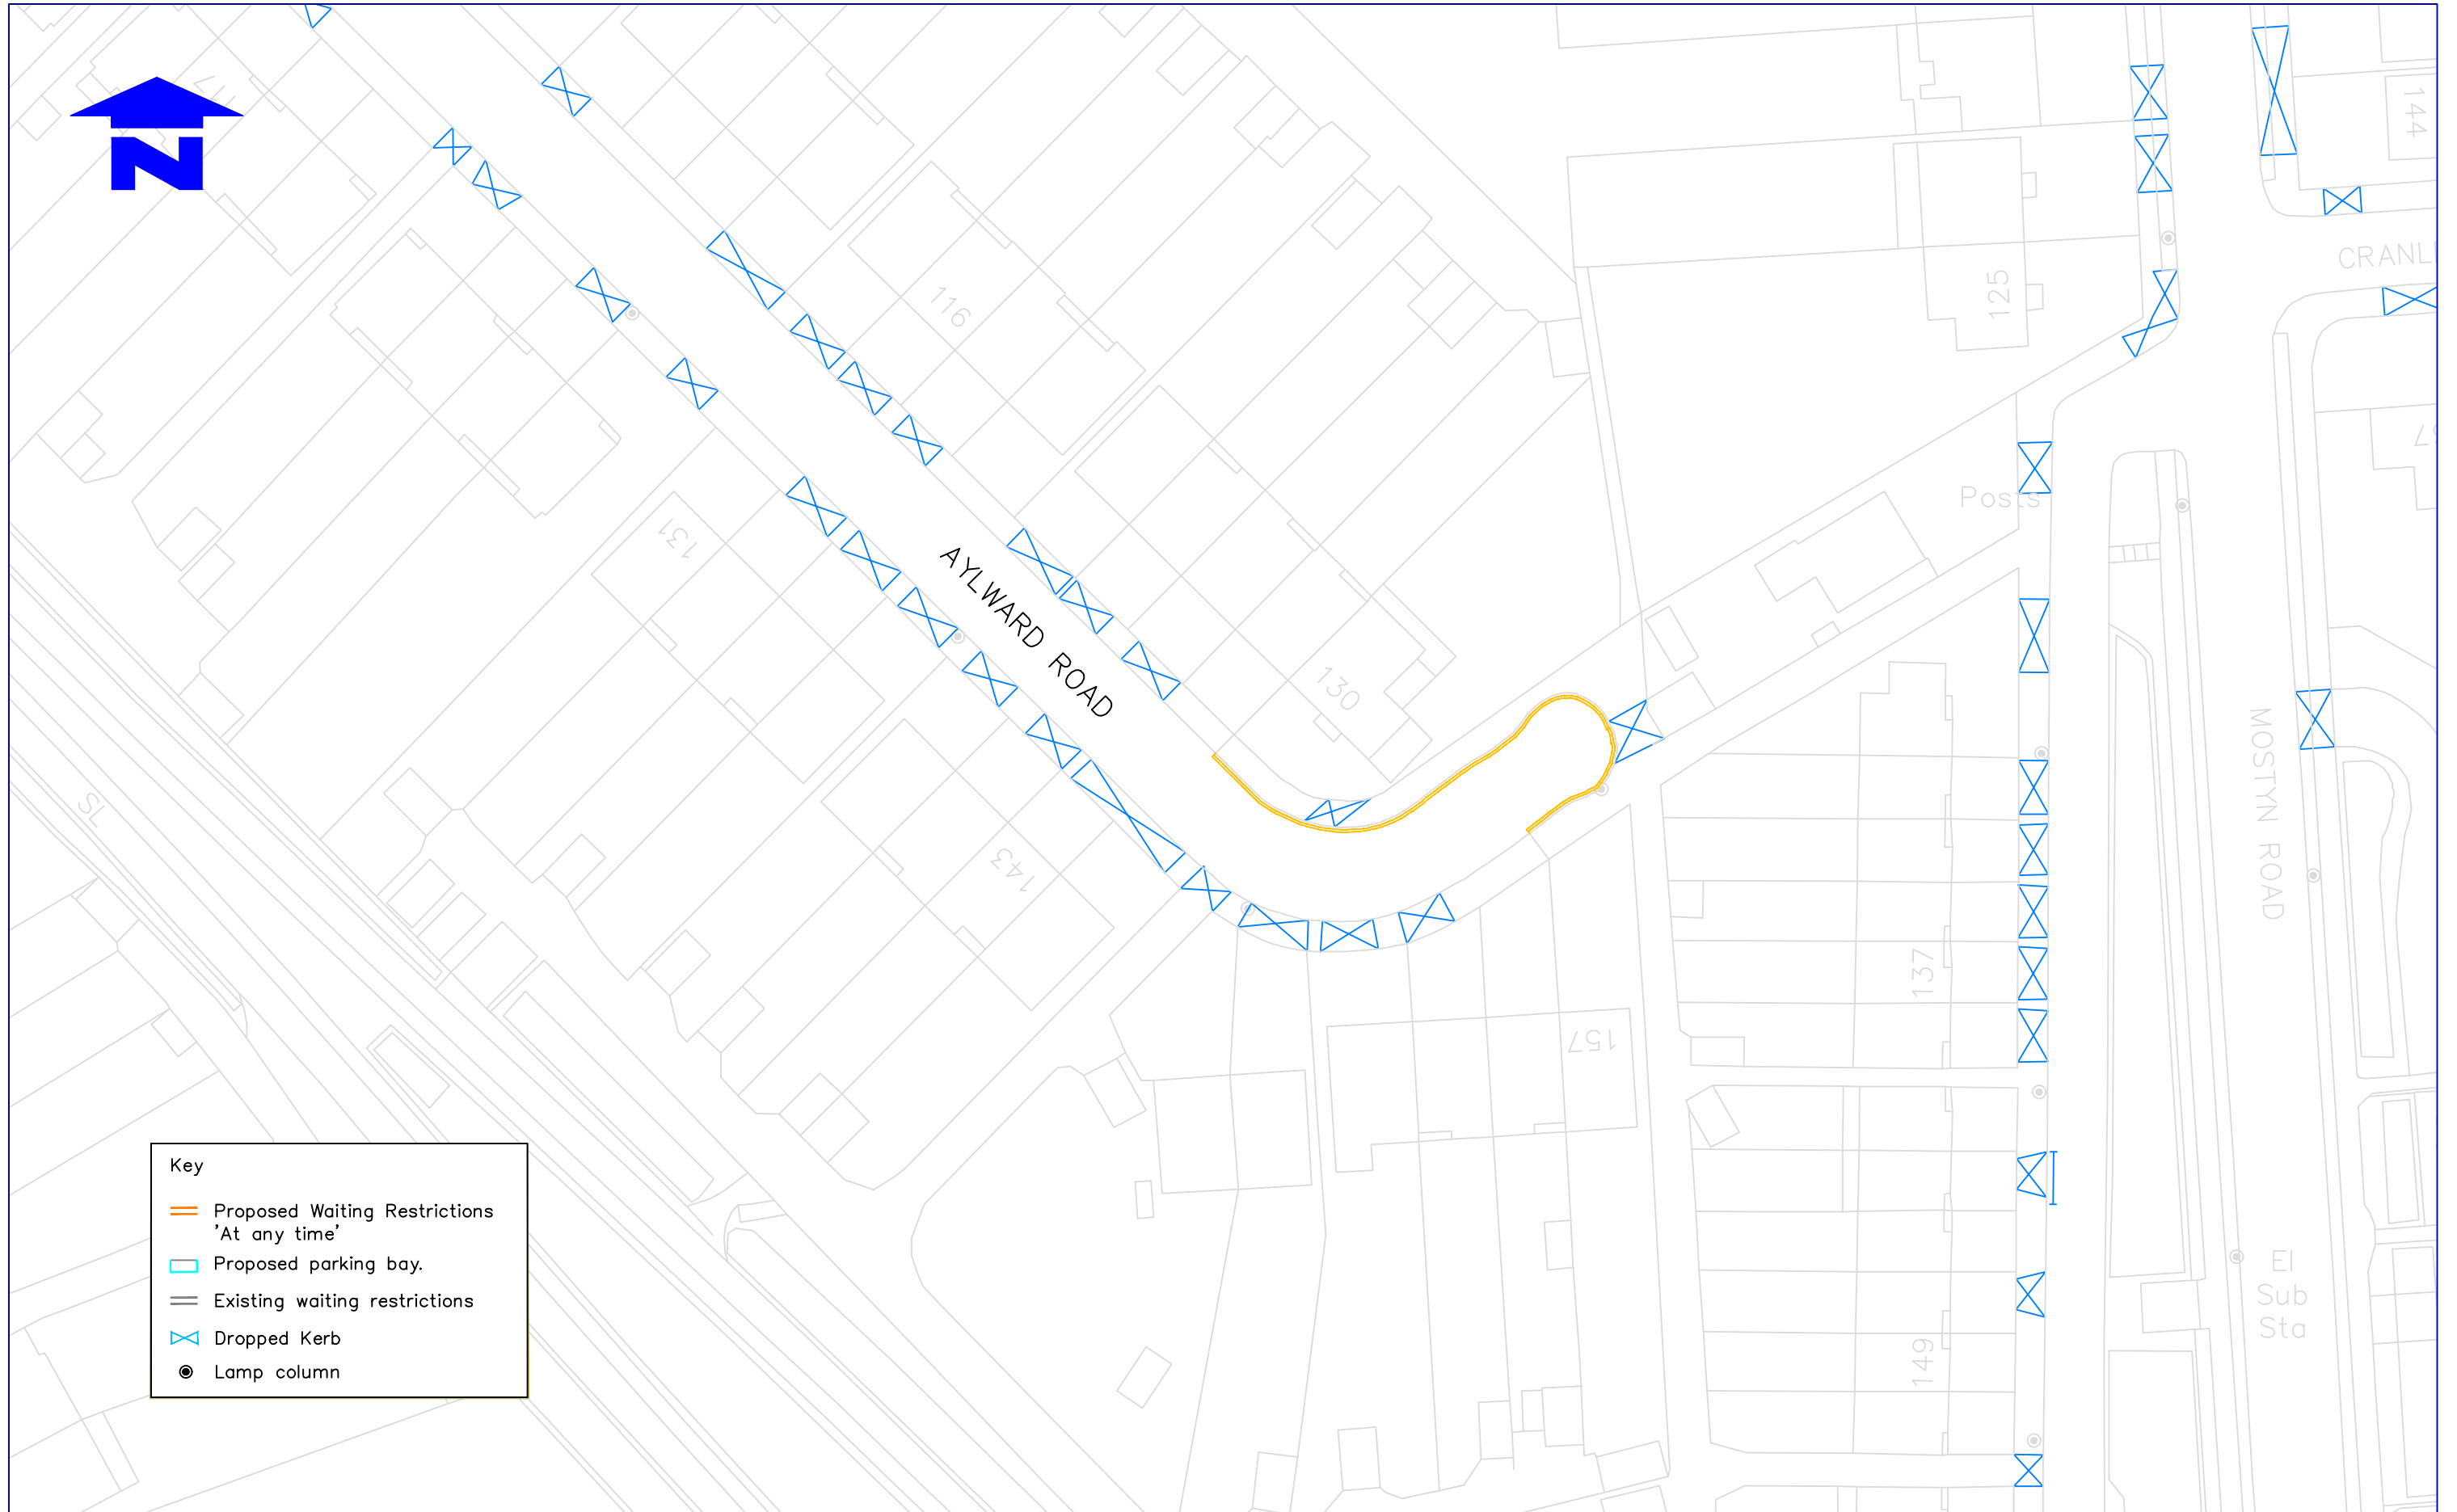 N
144
CRANL
125
116
Posts
131
AYLWARD ROAD
130
MOSTYN ROAD
SL
143
137
157
El
Sub
Sta
149
Key
Proposed Waiting Restrictions
'At any time'
Proposed parking bay.
Existing waiting restrictions
Dropped Kerb
Lamp column